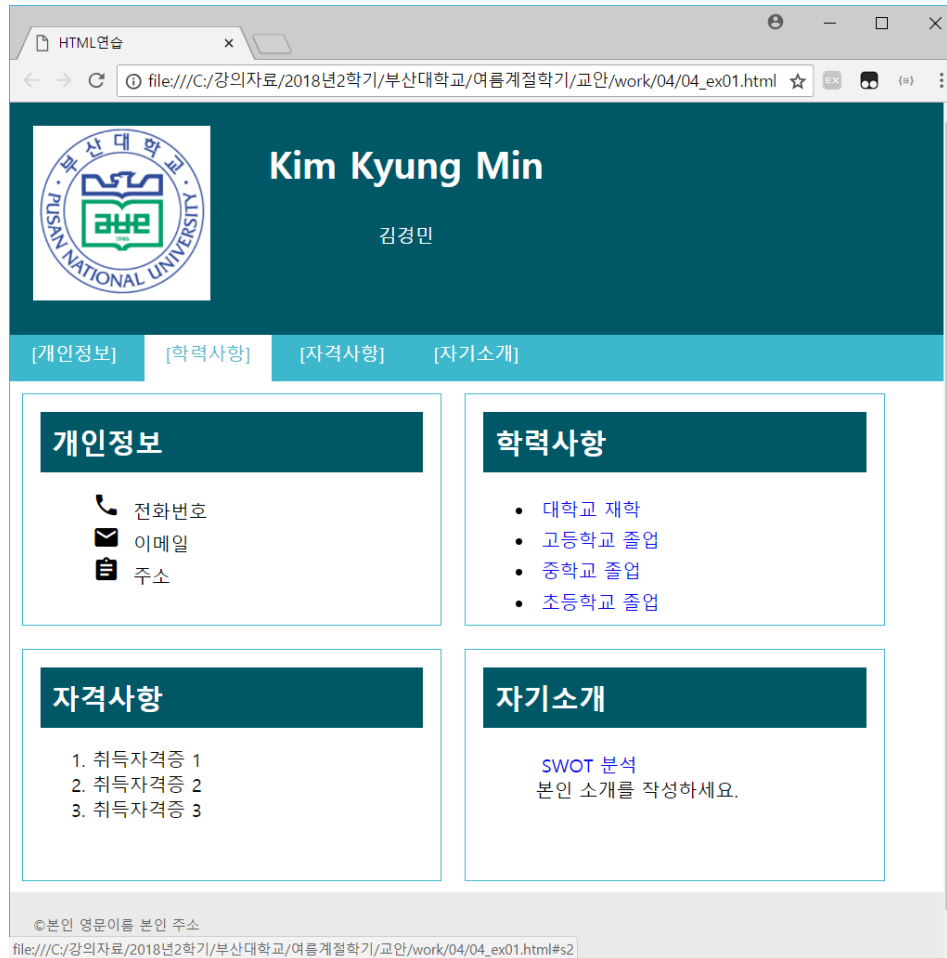 HTML연습
file:///C:/강의자료/2018년2학기/부산대학교/여름계절학기/교안/work/04/04_ex01.html
EX
{=}
부산대학교
PUSAN NATIONAL UNIVERSITY
1946
Kim Kyung Min
김경민
[개인정보] [학력사항] [자격사항] [자기소개]
개인정보
전화번호
이메일
주소
학력사항
• 대학교 재학
• 고등학교 졸업
• 중학교 졸업
• 초등학교 졸업
자격사항
1. 취득자격증 1
2. 취득자격증 2
3. 취득자격증 3
자기소개
SWOT 분석
본인 소개를 작성하세요.
©본인 영문이름 본인 주소
file:///C:/강의자료/2018년2학기/부산대학교/여름계절학기/교안/work/04/04_ex01.html#s2